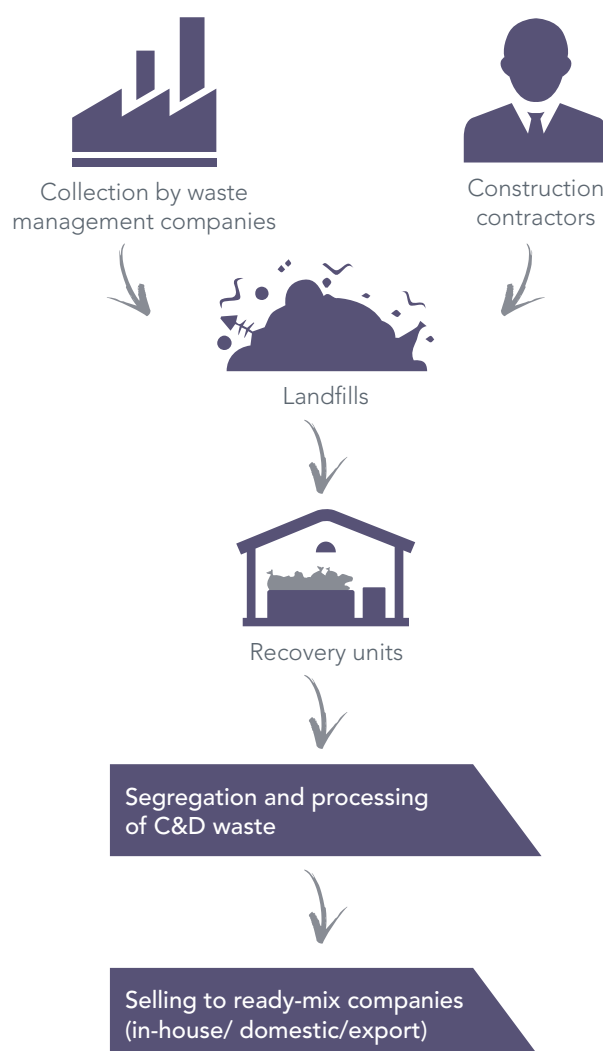 Collection by waste
management companies
Construction
contractors
Landfills
Recovery units
Segregation and processing
of C&D waste
Selling to ready-mix companies
(in-house/ domestic/export)